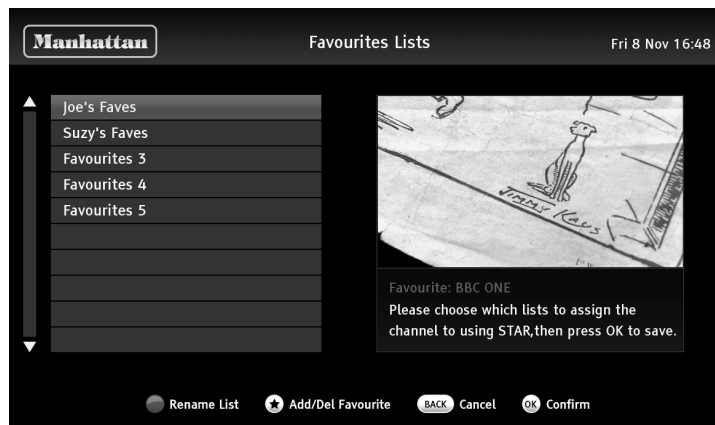 Manhattan
Favourites Lists
Fri 8 Nov 16:48
Joe's Faves
Suzy's Faves
Favourites 3
Favourites 4
Favourites 5
JIMMY KAYS
Favourite: BBC ONE
Please choose which lists to assign the
channel to using STAR,then press OK to save.
Rename List
Add/Del Favourite
BACK Cancel
OK Confirm